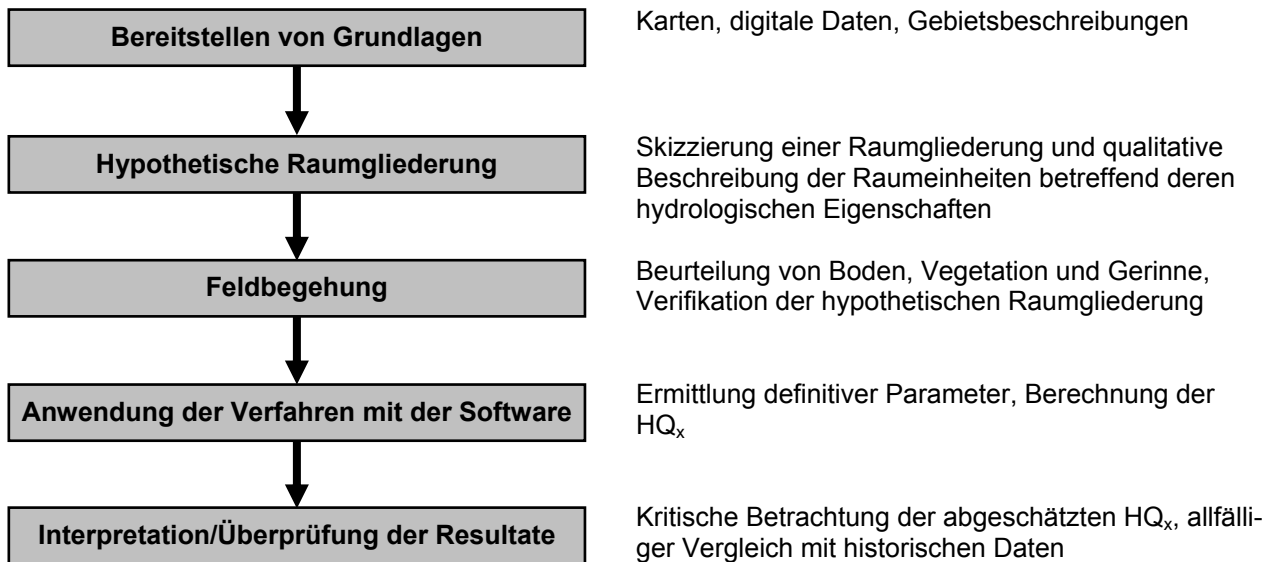 Bereitstellen von Grundlagen
Karten, digitale Daten, Gebietsbeschreibungen
Hypothetische Raumgliederung
Skizzierung einer Raumgliederung und qualitative
Beschreibung der Raumeinheiten betreffend deren
hydrologischen Eigenschaften
Feldbegehung
Beurteilung von Boden, Vegetation und Gerinne,
Verifikation der hypothetischen Raumgliederung
Anwendung der Verfahren mit der Software
Ermittlung definitiver Parameter, Berechnung der
HQx
Interpretation/Überprüfung der Resultate
Kritische Betrachtung der abgeschätzten HQx, allfälli-
ger Vergleich mit historischen Daten